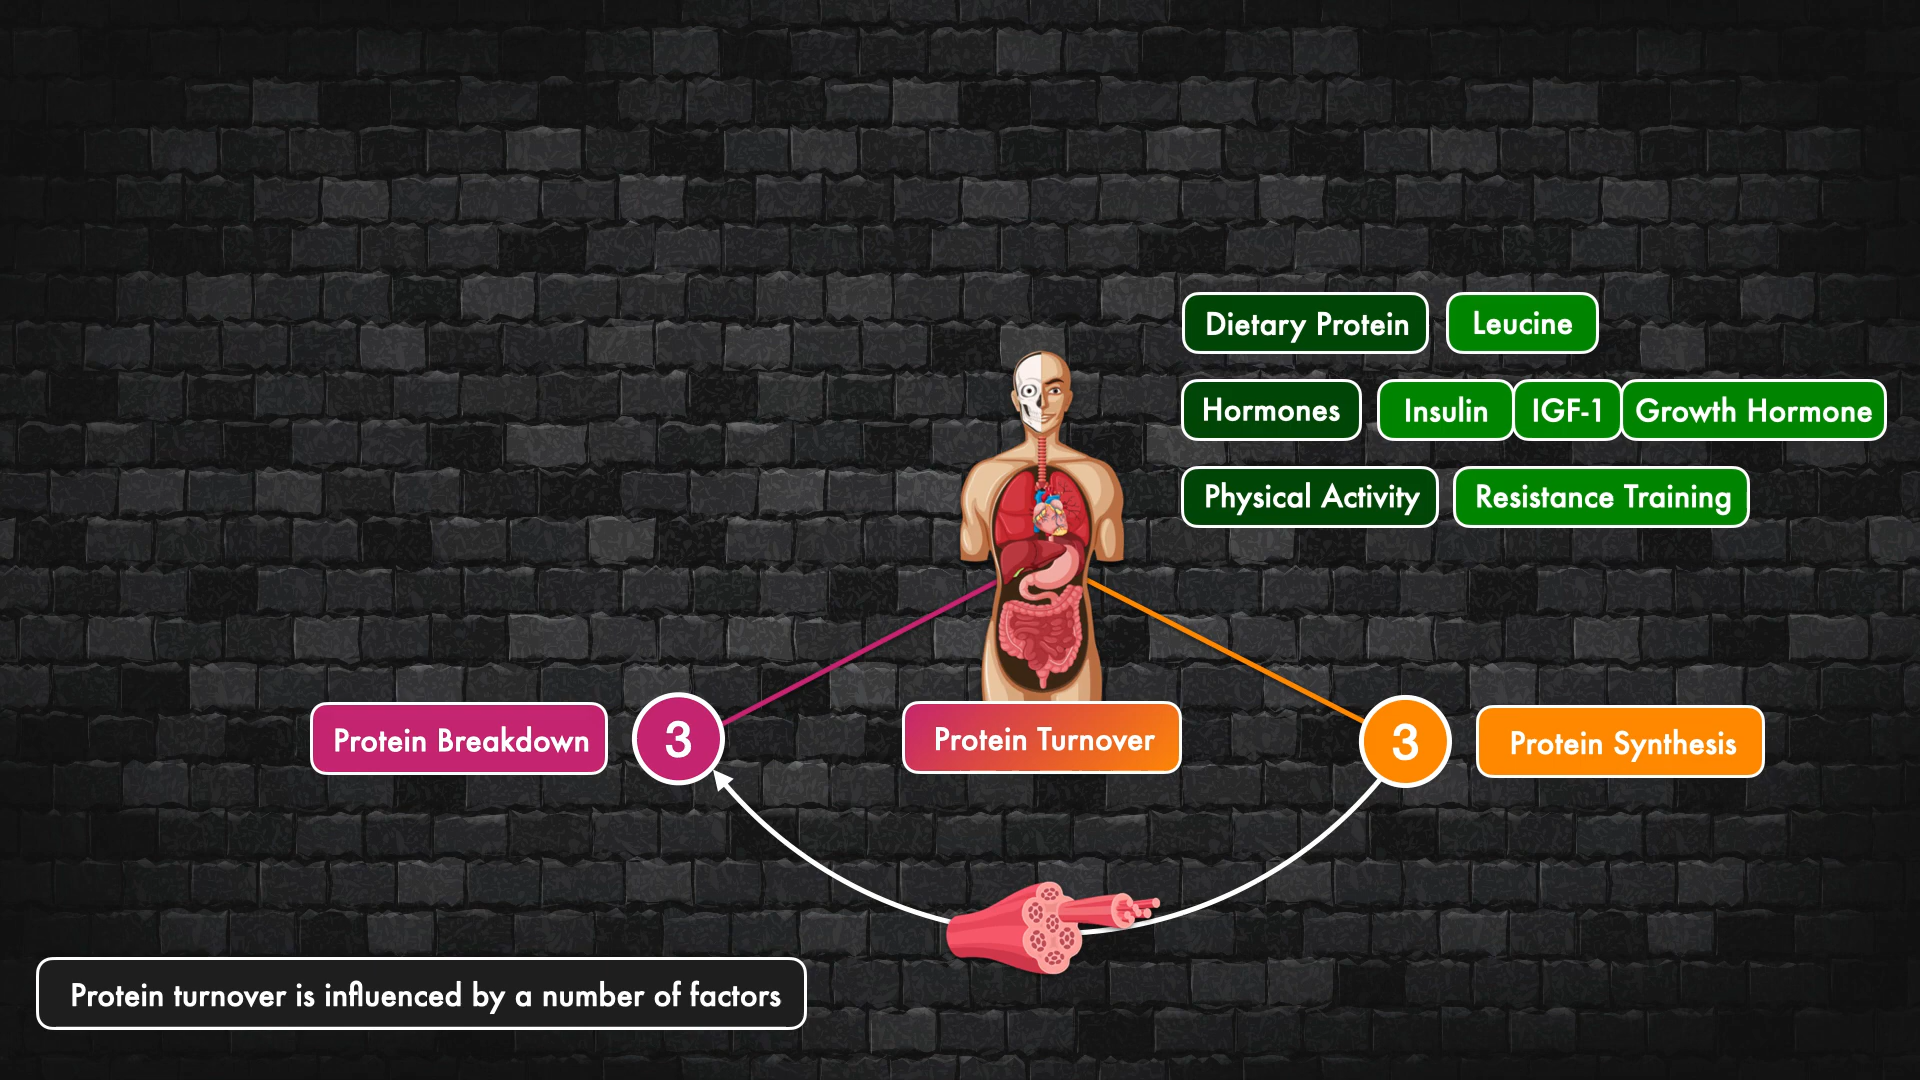 Dietary Protein
Leucine
Hormones
Insulin
IGF-1
Growth Hormone
Physical Activity
Resistance Training
Protein Breakdown
3
Protein Turnover
3
Protein Synthesis
Protein turnover is influenced by a number of factors